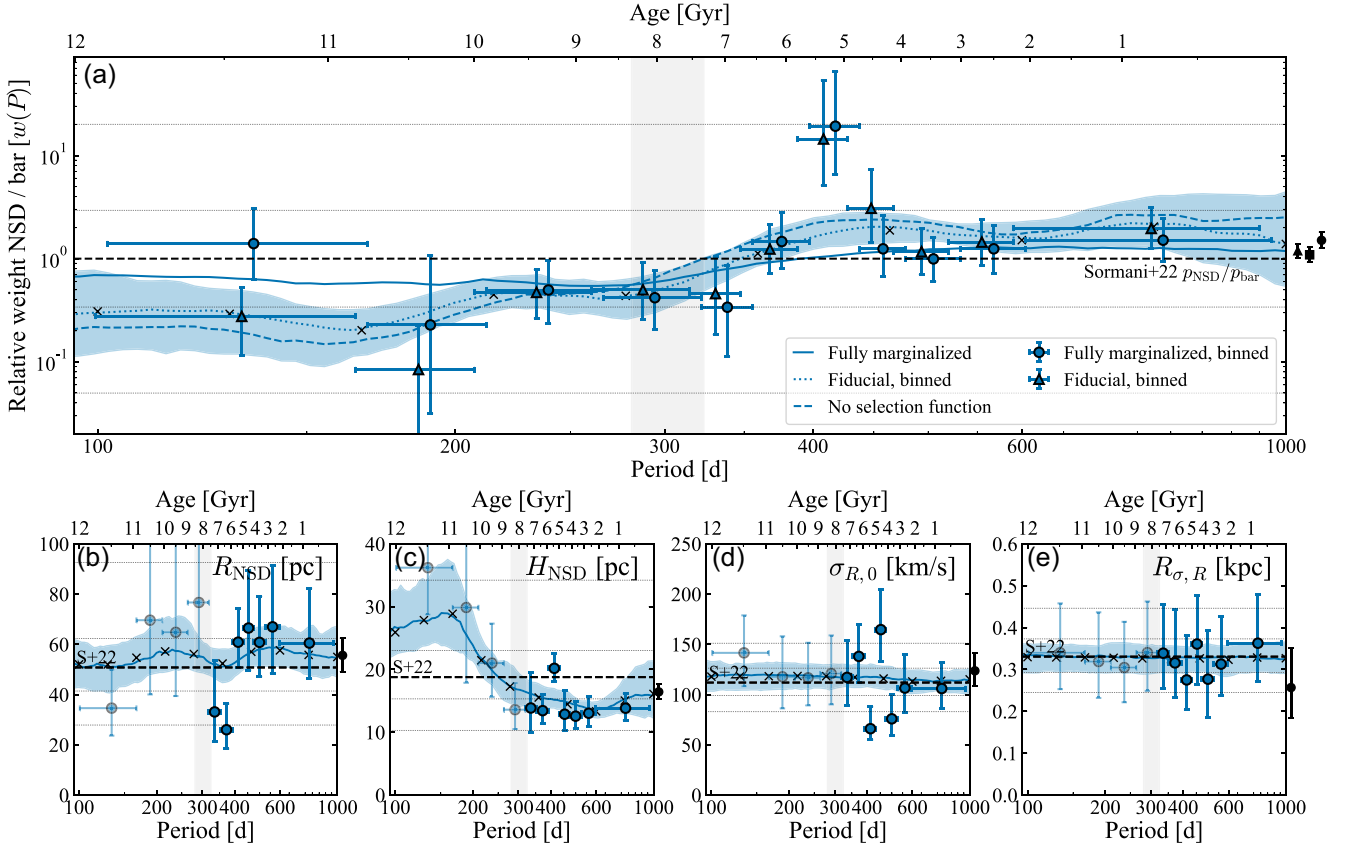 Age [Gyr]
12 11 10 9 8 7 6 5 4 3 2 1
(a)
Relative weight NSD / bar [w(P)]
10¹
10⁰
10⁻¹
Sormani+22 p_NSD/p_bar
Fully marginalized
Fiducial, binned
No selection function
Fully marginalized, binned
Fiducial, binned
100 200 300 400 600 1000
Period [d]
Age [Gyr]
12 11 10 9 8 7 6 5 4 3 2 1
(b)
R_NSD [pc]
100
80
60
40
20
0
S+22
100 200 300 400 600 1000
Period [d]
Age [Gyr]
12 11 10 9 8 7 6 5 4 3 2 1
(c)
H_NSD [pc]
40
30
20
10
0
S+22
100 200 300 400 600 1000
Period [d]
Age [Gyr]
12 11 10 9 8 7 6 5 4 3 2 1
(d)
σ_R,0 [km/s]
250
200
150
100
50
0
S+22
100 200 300 400 600 1000
Period [d]
Age [Gyr]
12 11 10 9 8 7 6 5 4 3 2 1
(e)
R_σ,R [kpc]
0.6
0.5
0.4
0.3
0.2
0.1
0.0
S+22
100 200 300 400 600 1000
Period [d]